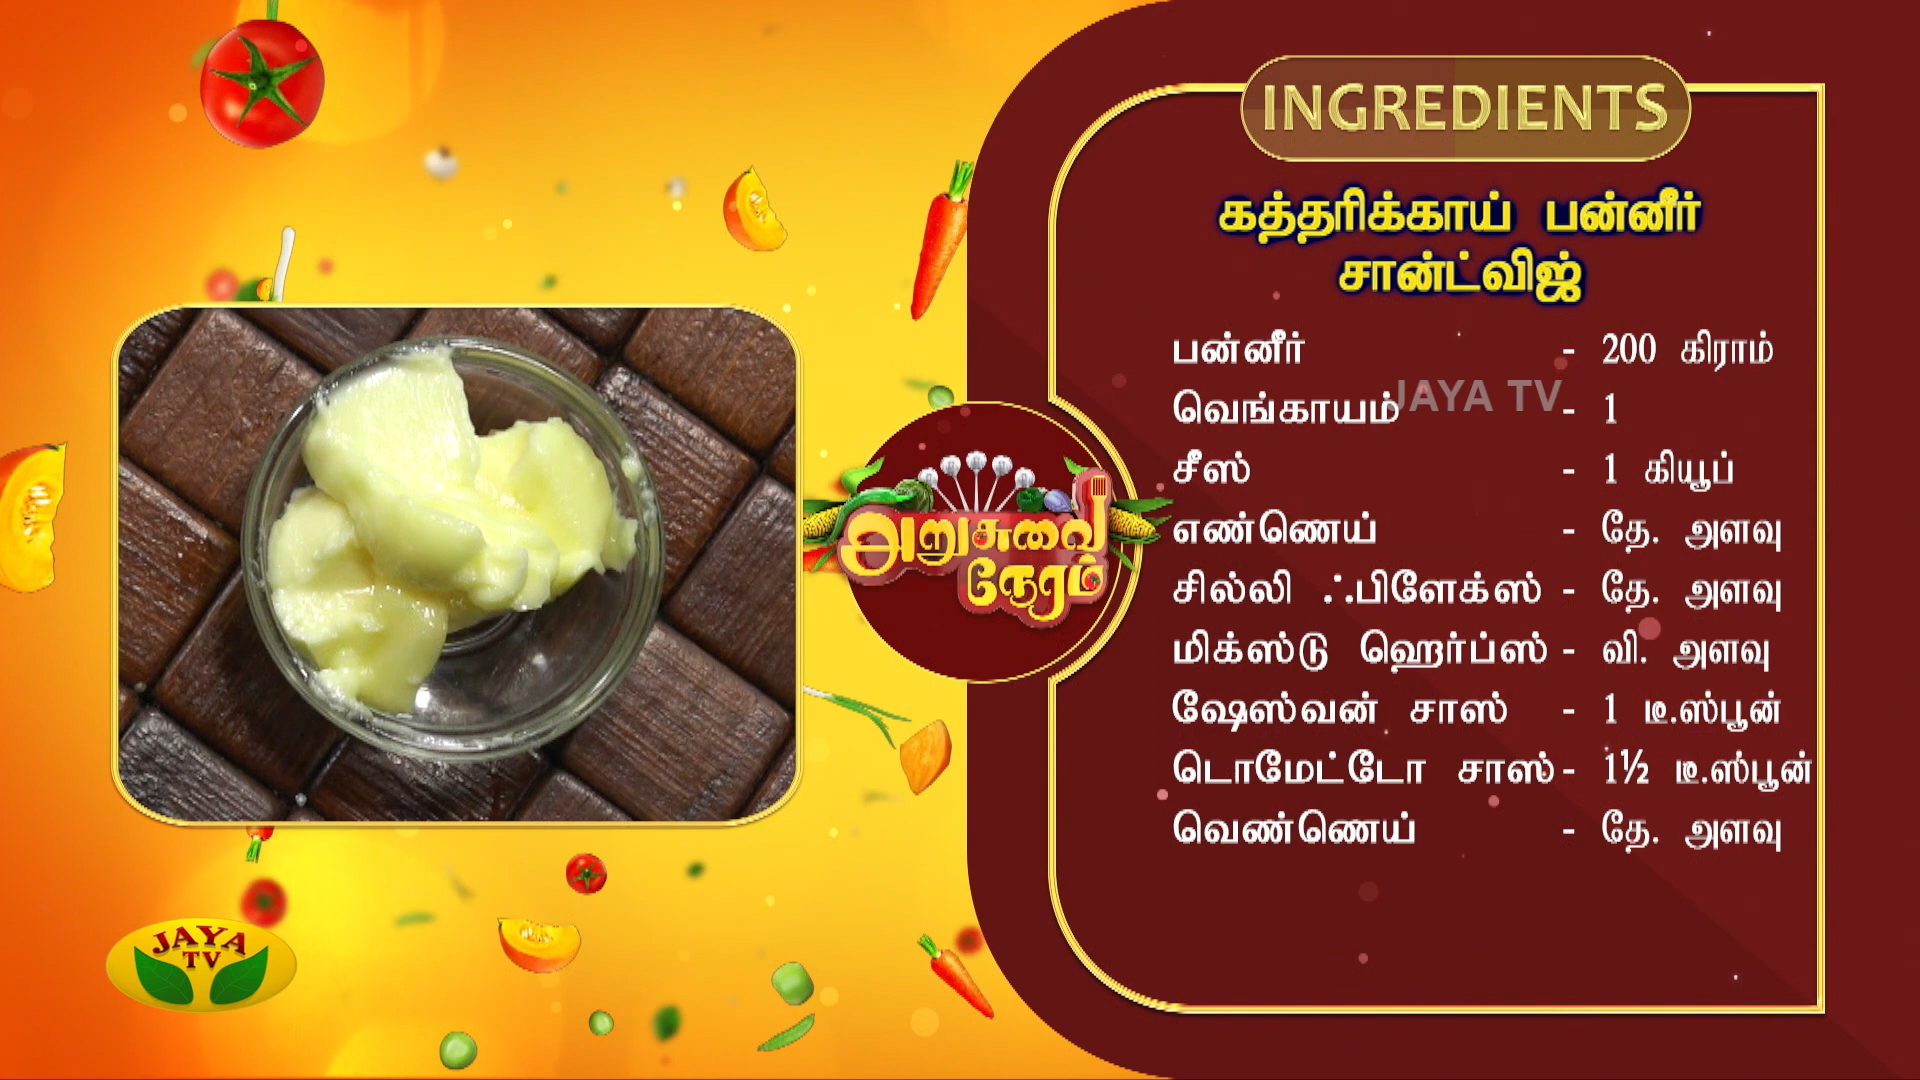 INGREDIENTS
கத்தரிக்காய் பன்னீர்
சான்ட்விஜ்
பன்னீர் - 200 கிராம்
JAYA TV
வெங்காயம் - 1
சீஸ் - 1 கியூப்
எண்ணெய் - தே. அளவு
சில்லி ஃபிளேக்ஸ் - தே. அளவு
மிக்ஸ்டு ஹெர்ப்ஸ் - வி. அளவு
ஷேஸ்வன் சாஸ் - 1 டீ.ஸ்பூன்
டொமேட்டோ சாஸ் - 1½ டீ.ஸ்பூன்
வெண்ணெய் - தே. அளவு
அறுசுவை
நேரம்
JAYA
TV